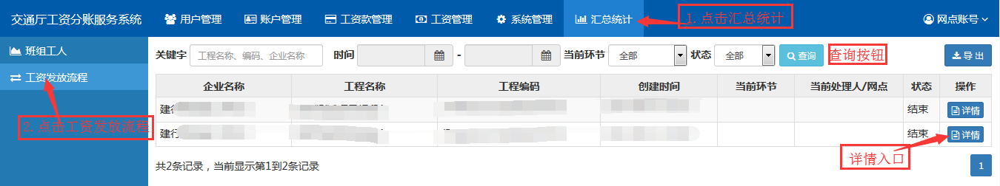 交通厅工资分账服务系统 用户管理 账户管理 工资款管理 工资管理 系统管理 汇总统计 1. 点击汇总统计 网点账号
班组工人 关键字 工程名称、编码、企业名称 时间 - 当前环节 全部 状态 全部 查询 查询按钮 导出
工资发放流程 企业名称 工程名称 工程编码 创建时间 当前环节 当前处理人/网点 状态 操作
建行 结束 详情
2. 点击工资发放流程
建行 结束 详情
详情入口
共2条记录，当前显示第1到2条记录 1